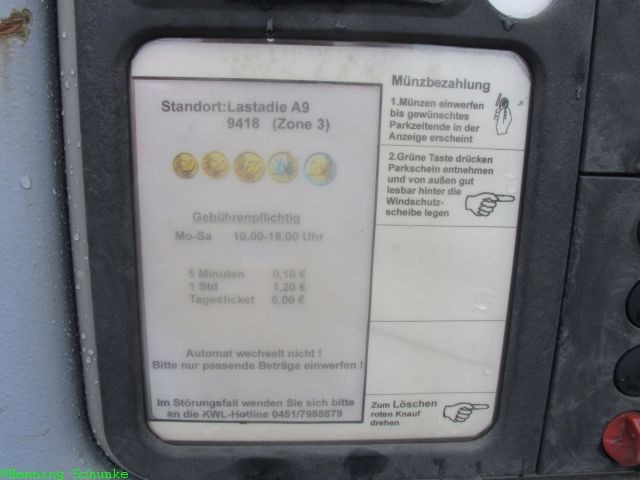 Standort:Lastadie A9
9418 (Zone 3)
Gebührenpflichtig
Mo-Sa 10.00-18.00 Uhr
5 Minuten 0,10 €
1 Std 1,20 €
Tagesticket 6,00 €
Automat wechselt nicht !
Bitte nur passende Beträge einwerfen !
Im Störungsfall wenden Sie sich bitte
an die KWL-Hotline 0451/7988879
Münzbezahlung
1.Münzen einwerfen
bis gewünschtes
Parkzeitende in der
Anzeige erscheint
2.Grüne Taste drücken
Parkschein entnehmen
und von außen gut
lesbar hinter die
Windschutz-
scheibe legen
Zum Löschen
roten Knauf
drehen
©Henning Schünke